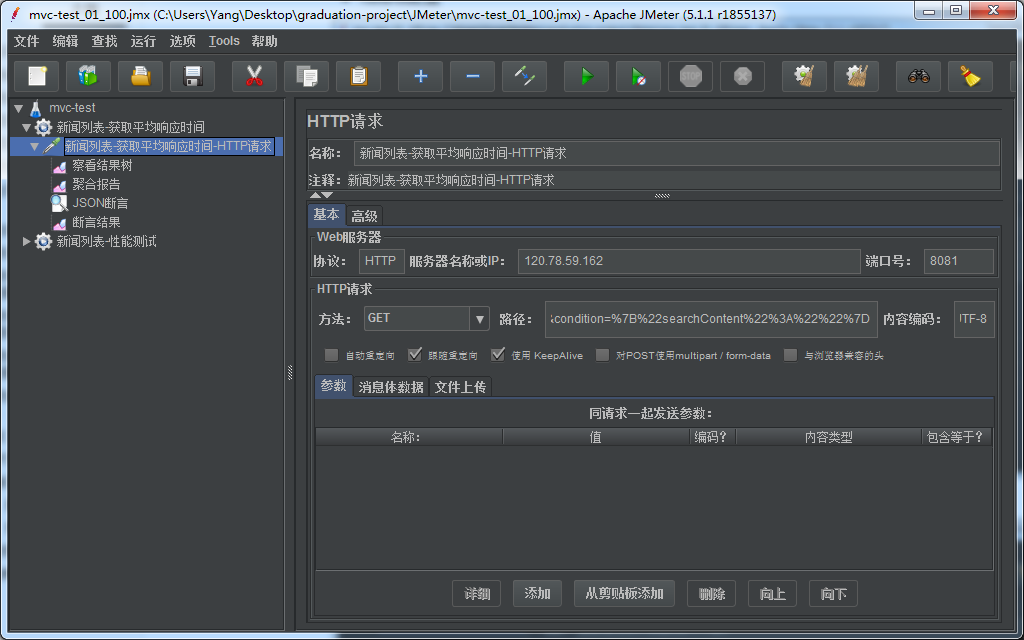 mvc-test_01_100.jmx (C:\Users\Yang\Desktop\graduation-project\JMeter\mvc-test_01_100.jmx) - Apache JMeter (5.1.1 r1855137)
文件 编辑 查找 运行 选项 Tools 帮助
STOP
mvc-test
新闻列表-获取平均响应时间
新闻列表-获取平均响应时间-HTTP请求
察看结果树
聚合报告
JSON断言
断言结果
新闻列表-性能测试
HTTP请求
名称: 新闻列表-获取平均响应时间-HTTP请求
注释: 新闻列表-获取平均响应时间-HTTP请求
基本 高级
Web服务器
协议: HTTP 服务器名称或IP: 120.78.59.162 端口号: 8081
HTTP请求
方法: GET 路径: condition=%7B%22searchContent%22%3A%22%22%7D 内容编码: TF-8
自动重定向 跟随重定向 使用 KeepAlive 对POST使用multipart / form-data 与浏览器兼容的头
参数 消息体数据 文件上传
同请求一起发送参数:
名称: 值 编码? 内容类型 包含等于?
详细 添加 从剪贴板添加 删除 向上 向下